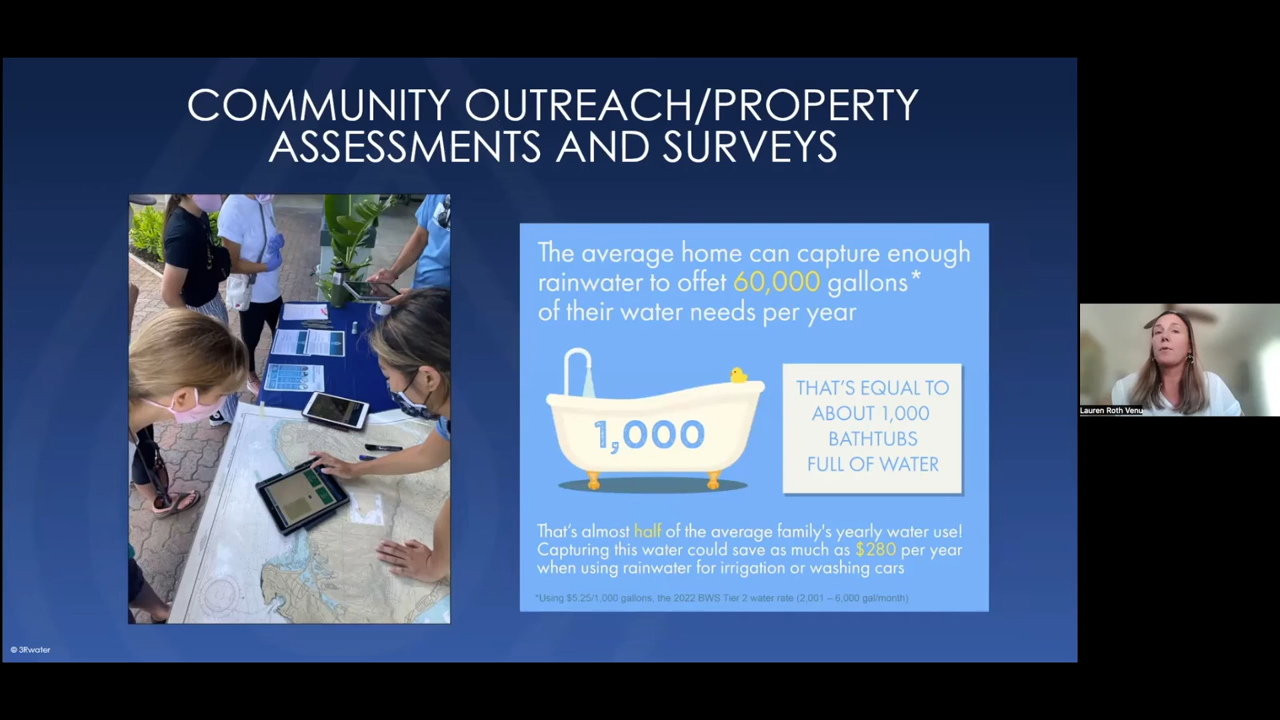 COMMUNITY OUTREACH/PROPERTY
ASSESSMENTS AND SURVEYS
The average home can capture enough
rainwater to offet 60,000 gallons*
of their water needs per year
1,000
THAT'S EQUAL TO
ABOUT 1,000
BATHTUBS
FULL OF WATER
That's almost half of the average family's yearly water use!
Capturing this water could save as much as $280 per year
when using rainwater for irrigation or washing cars
*Using $5.25/1,000 gallons, the 2022 BWS Tier 2 water rate (2,001 – 6,000 gal/month)
© 3Rwater
Lauren Roth Venu